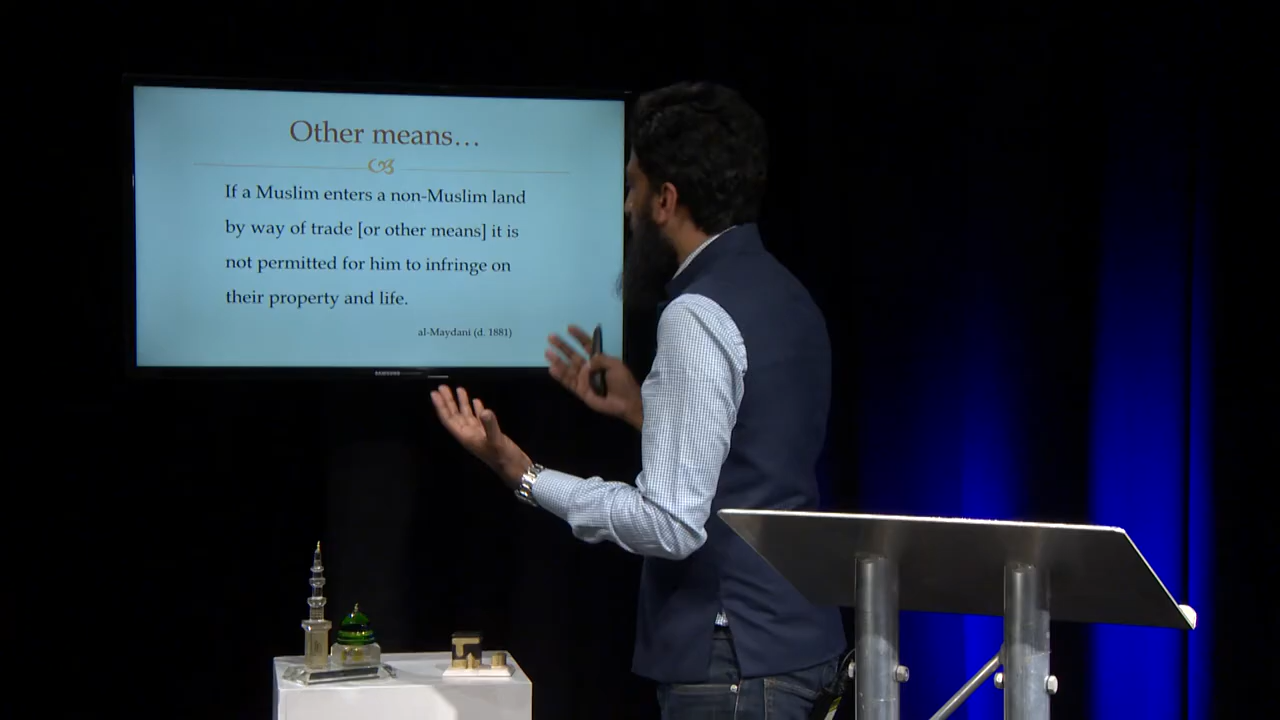 Other means…
If a Muslim enters a non-Muslim land
by way of trade [or other means] it is
not permitted for him to infringe on
their property and life.
al-Maydani (d. 1881)
SAMSUNG